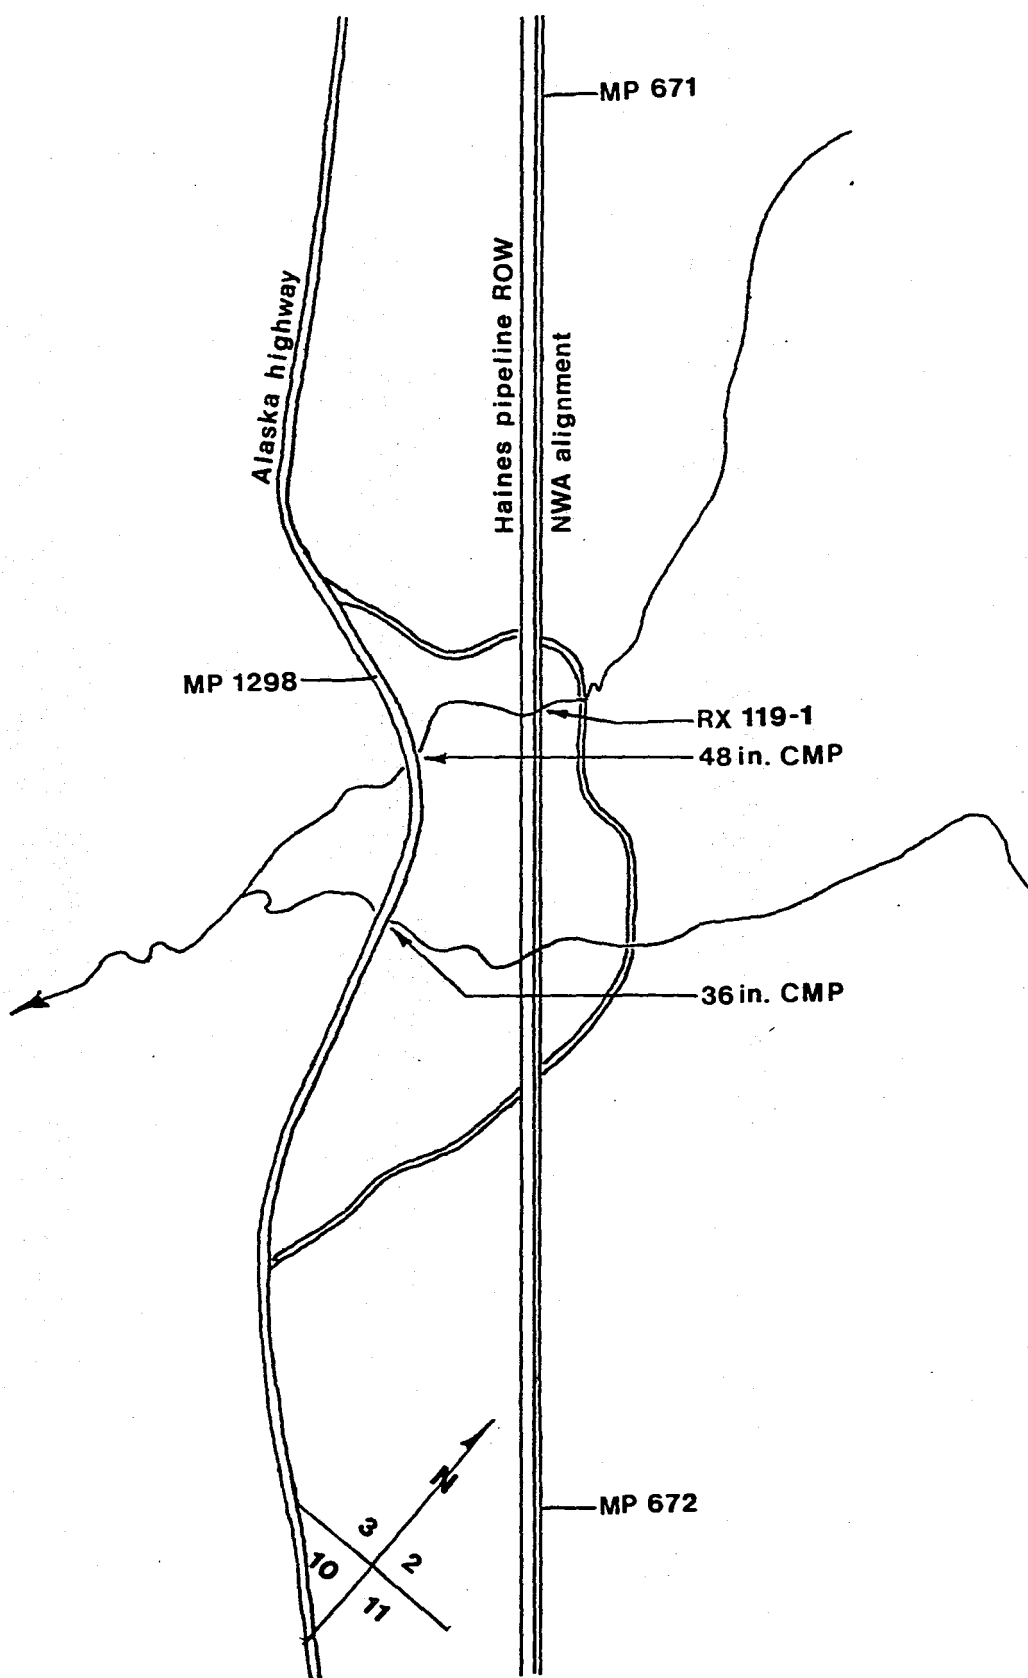 MP 671
Alaska highway
Haines pipeline ROW
NWA alignment
MP 1298
RX 119-1
48 in. CMP
36 in. CMP
N
MP 672
3
10
2
11